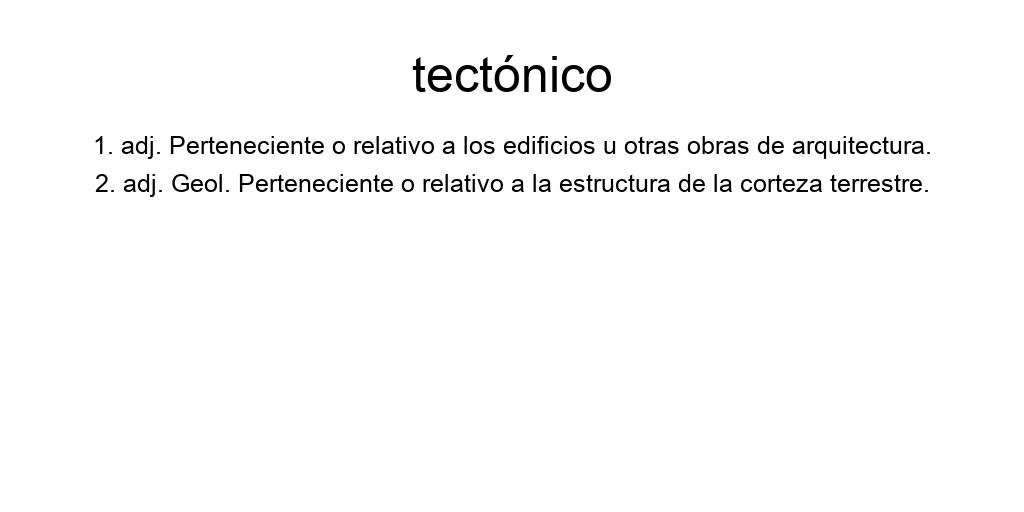 tectónico
1. adj. Perteneciente o relativo a los edificios u otras obras de arquitectura.
2. adj. Geol. Perteneciente o relativo a la estructura de la corteza terrestre.